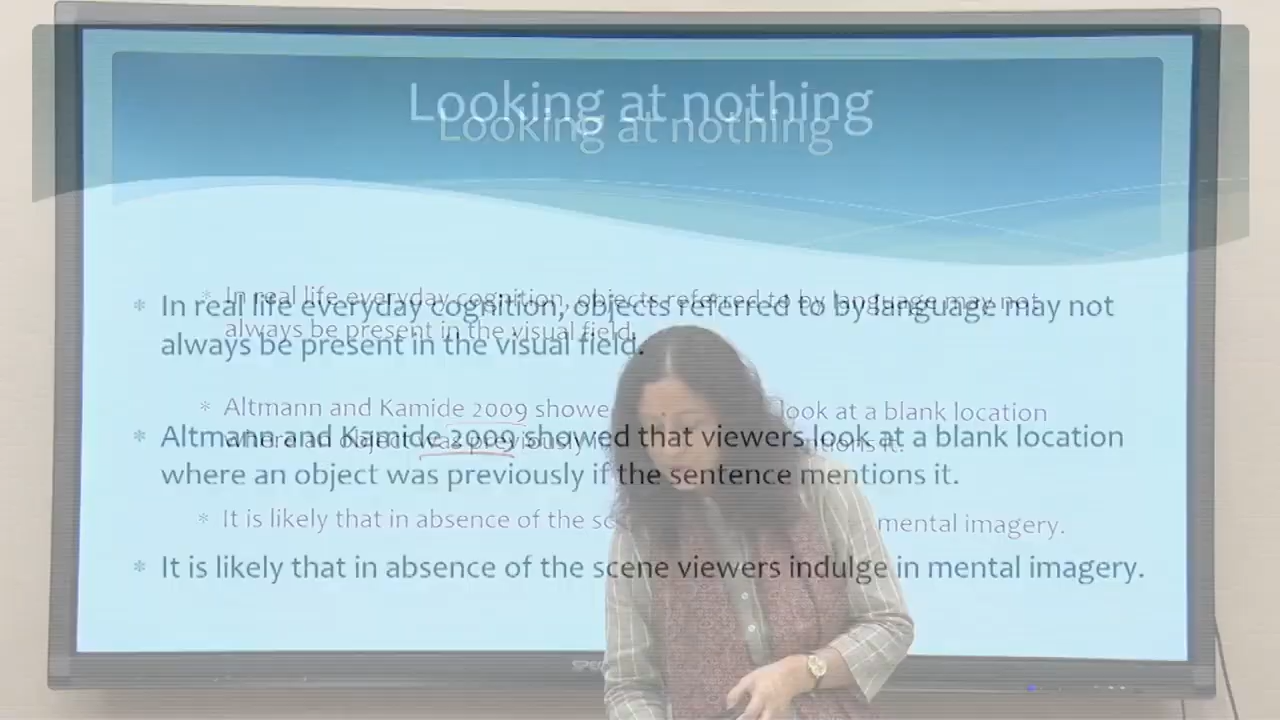 Looking at nothing
In real life everyday cognition, objects referred to by language may not
always be present in the visual field.
Altmann and Kamide 2009 showed that viewers look at a blank location
where an object was previously if the sentence mentions it.
It is likely that in absence of the scene viewers indulge in mental imagery.